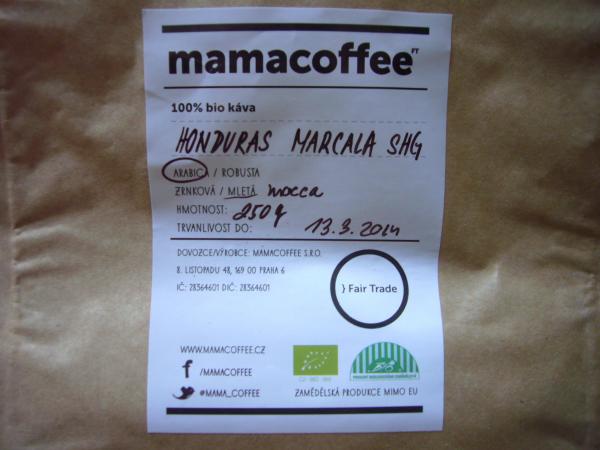 mamacoffee FT
100% bio káva
HONDURAS MARCALA SHG
ARABICA / ROBUSTA
ZRNKOVÁ / MLETÁ mocca
HMOTNOST: 250g
TRVANLIVOST DO: 13.3.2014
DOVOZCE/VÝROBCE: MAMACOFFEE S.R.O.
8. LISTOPADU 48, 169 00 PRAHA 6
IČ: 28364601 DIČ: 28364601
} Fair Trade
WWW.MAMACOFFEE.CZ
f /MAMACOFFEE
@MAMA_COFFEE
ZAMĚDĚLSKÁ PRODUKCE MIMO EU